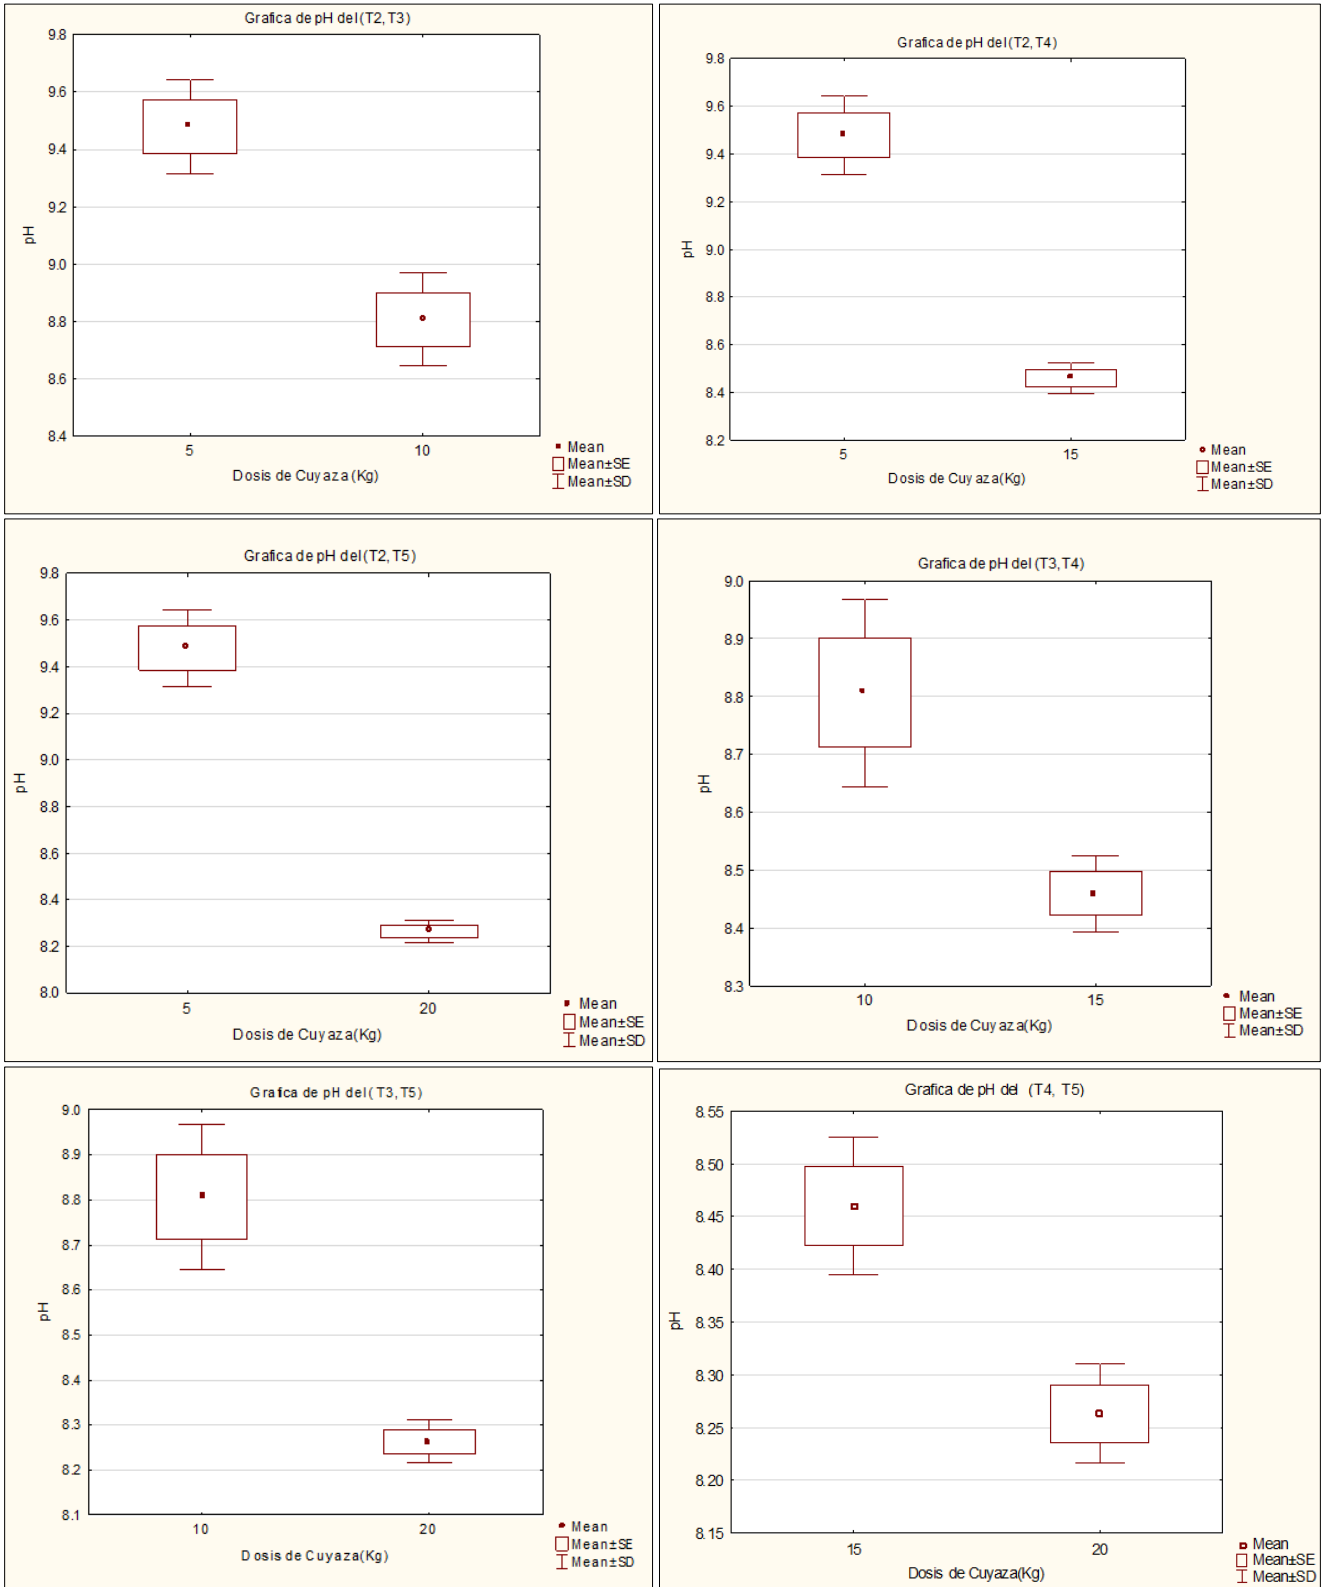 Grafica de pH del (T2, T3)
9.8
9.6
9.4
9.2
9.0
8.8
8.6
8.4
pH
5
10
Dosis de Cuyaza (Kg)
Mean
Mean±SE
Mean±SD
Grafica de pH del (T2, T4)
9.8
9.6
9.4
9.2
9.0
8.8
8.6
8.4
8.2
pH
5
15
Dosis de Cuyaza(Kg)
Mean
Mean±SE
Mean±SD
Grafica de pH del (T2, T5)
9.8
9.6
9.4
9.2
9.0
8.8
8.6
8.4
8.2
8.0
pH
5
20
Dosis de Cuyaza(Kg)
Mean
Mean±SE
Mean±SD
Grafica de pH del (T3,T4)
9.0
8.9
8.8
8.7
8.6
8.5
8.4
8.3
pH
10
15
Dosis de Cuyaza(Kg)
Mean
Mean±SE
Mean±SD
Grafica de pH del ( T3, T5)
9.0
8.9
8.8
8.7
8.6
8.5
8.4
8.3
8.2
8.1
pH
10
20
Dosis de Cuyaza(Kg)
Mean
Mean±SE
Mean±SD
Grafica de pH del (T4, T5)
8.55
8.50
8.45
8.40
8.35
8.30
8.25
8.20
8.15
pH
15
20
Dosis de Cuyaza(Kg)
Mean
Mean±SE
Mean±SD